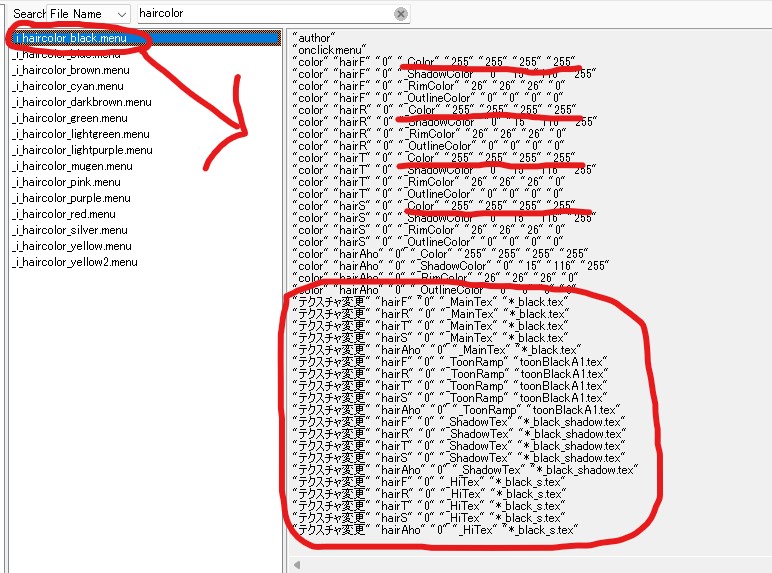 Search File Name haircolor
_i_haircolor_black.menu
_i_haircolor_brown.menu
_i_haircolor_cyan.menu
_i_haircolor_darkbrown.menu
_i_haircolor_green.menu
_i_haircolor_lightgreen.menu
_i_haircolor_lightpurple.menu
_i_haircolor_mugen.menu
_i_haircolor_pink.menu
_i_haircolor_purple.menu
_i_haircolor_red.menu
_i_haircolor_silver.menu
_i_haircolor_yellow.menu
_i_haircolor_yellow2.menu
"author"
"onclickmenu"
"color" "hairF" "0" "_Color" "255" "255" "255" "255"
"color" "hairF" "0" "_ShadowColor" "0" "15" "116" "255"
"color" "hairF" "0" "_RimColor" "26" "26" "26" "0"
"color" "hairF" "0" "_OutlineColor" "0" "0" "0" "0"
"color" "hairR" "0" "_Color" "255" "255" "255" "255"
"color" "hairR" "0" "_ShadowColor" "0" "15" "116" "255"
"color" "hairR" "0" "_RimColor" "26" "26" "26" "0"
"color" "hairR" "0" "_OutlineColor" "0" "0" "0" "0"
"color" "hairT" "0" "_Color" "255" "255" "255" "255"
"color" "hairT" "0" "_ShadowColor" "0" "15" "116" "255"
"color" "hairT" "0" "_RimColor" "26" "26" "26" "0"
"color" "hairT" "0" "_OutlineColor" "0" "0" "0" "0"
"color" "hairS" "0" "_Color" "255" "255" "255" "255"
"color" "hairS" "0" "_ShadowColor" "0" "15" "116" "255"
"color" "hairS" "0" "_RimColor" "26" "26" "26" "0"
"color" "hairS" "0" "_OutlineColor" "0" "0" "0" "0"
"color" "hairAho" "0" "_Color" "255" "255" "255" "255"
"color" "hairAho" "0" "_ShadowColor" "0" "15" "116" "255"
"color" "hairAho" "0" "_RimColor" "26" "26" "26" "0"
"color" "hairAho" "0" "_OutlineColor" "0" "0" "0" "0"
"テクスチャ変更" "hairF" "0" "_MainTex" "*_black.tex"
"テクスチャ変更" "hairR" "0" "_MainTex" "*_black.tex"
"テクスチャ変更" "hairT" "0" "_MainTex" "*_black.tex"
"テクスチャ変更" "hairS" "0" "_MainTex" "*_black.tex"
"テクスチャ変更" "hairAho" "0" "_MainTex" "*_black.tex"
"テクスチャ変更" "hairF" "0" "_ToonRamp" "toonBlackA1.tex"
"テクスチャ変更" "hairR" "0" "_ToonRamp" "toonBlackA1.tex"
"テクスチャ変更" "hairT" "0" "_ToonRamp" "toonBlackA1.tex"
"テクスチャ変更" "hairS" "0" "_ToonRamp" "toonBlackA1.tex"
"テクスチャ変更" "hairAho" "0" "_ToonRamp" "toonBlackA1.tex"
"テクスチャ変更" "hairF" "0" "_ShadowTex" "*_black_shadow.tex"
"テクスチャ変更" "hairR" "0" "_ShadowTex" "*_black_shadow.tex"
"テクスチャ変更" "hairT" "0" "_ShadowTex" "*_black_shadow.tex"
"テクスチャ変更" "hairS" "0" "_ShadowTex" "*_black_shadow.tex"
"テクスチャ変更" "hairAho" "0" "_ShadowTex" "*_black_shadow.tex"
"テクスチャ変更" "hairF" "0" "_HiTex" "*_black_s.tex"
"テクスチャ変更" "hairR" "0" "_HiTex" "*_black_s.tex"
"テクスチャ変更" "hairT" "0" "_HiTex" "*_black_s.tex"
"テクスチャ変更" "hairS" "0" "_HiTex" "*_black_s.tex"
"テクスチャ変更" "hairAho" "0" "_HiTex" "*_black_s.tex"